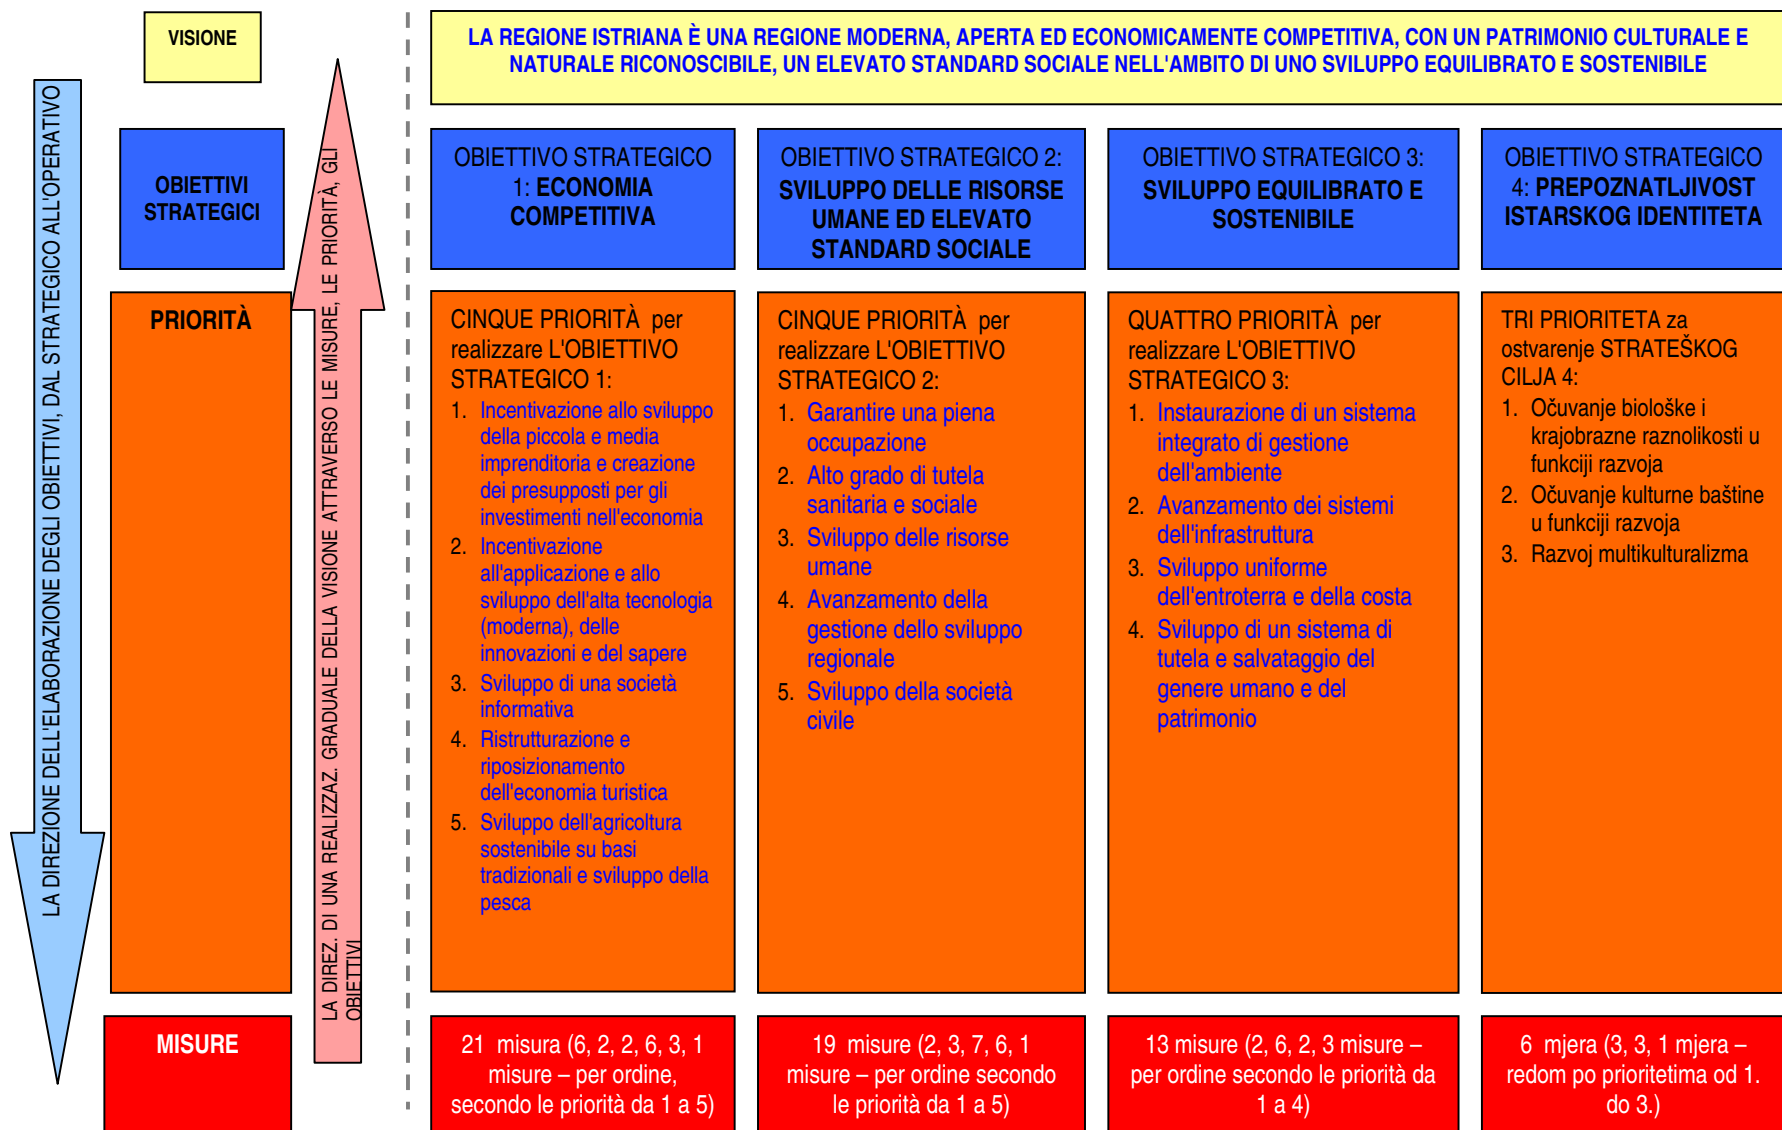 VISIONE
LA REGIONE ISTRIANA È UNA REGIONE MODERNA, APERTA ED ECONOMICAMENTE COMPETITIVA, CON UN PATRIMONIO CULTURALE E
NATURALE RICONOSCIBILE, UN ELEVATO STANDARD SOCIALE NELL'AMBITO DI UNO SVILUPPO EQUILIBRATO E SOSTENIBILE
LA DIREZIONE DELL'ELABORAZIONE DEGLI OBIETTIVI, DAL STRATEGICO ALL'OPERATIVO
LA DIREZ. DI UNA REALIZZAZ. GRADUALE DELLA VISIONE ATTRAVERSO LE MISURE, LE PRIORITÀ, GLI
OBIETTIVI
OBIETTIVI
STRATEGICI
OBIETTIVO STRATEGICO
1: ECONOMIA
COMPETITIVA
OBIETTIVO STRATEGICO 2:
SVILUPPO DELLE RISORSE
UMANE ED ELEVATO
STANDARD SOCIALE
OBIETTIVO STRATEGICO 3:
SVILUPPO EQUILIBRATO E
SOSTENIBILE
OBIETTIVO STRATEGICO
4: PREPOZNATLJIVOST
ISTARSKOG IDENTITETA
PRIORITÀ
CINQUE PRIORITÀ per
realizzare L'OBIETTIVO
STRATEGICO 1:
1. Incentivazione allo sviluppo
della piccola e media
imprenditoria e creazione
dei presupposti per gli
investimenti nell'economia
2. Incentivazione
all'applicazione e allo
sviluppo dell'alta tecnologia
(moderna), delle
innovazioni e del sapere
3. Sviluppo di una società
informativa
4. Ristrutturazione e
riposizionamento
dell'economia turistica
5. Sviluppo dell'agricoltura
sostenibile su basi
tradizionali e sviluppo della
pesca
CINQUE PRIORITÀ per
realizzare L'OBIETTIVO
STRATEGICO 2:
1. Garantire una piena
occupazione
2. Alto grado di tutela
sanitaria e sociale
3. Sviluppo delle risorse
umane
4. Avanzamento della
gestione dello sviluppo
regionale
5. Sviluppo della società
civile
QUATTRO PRIORITÀ per
realizzare L'OBIETTIVO
STRATEGICO 3:
1. Instaurazione di un sistema
integrato di gestione
dell'ambiente
2. Avanzamento dei sistemi
dell'infrastruttura
3. Sviluppo uniforme
dell'entroterra e della costa
4. Sviluppo di un sistema di
tutela e salvataggio del
genere umano e del
patrimonio
TRI PRIORITETA za
ostvarenje STRATEŠKOG
CILJA 4:
1. Očuvanje biološke i
krajobrazne raznolikosti u
funkciji razvoja
2. Očuvanje kulturne baštine
u funkciji razvoja
3. Razvoj multikulturalizma
MISURE
21 misura (6, 2, 2, 6, 3, 1
misure – per ordine,
secondo le priorità da 1 a 5)
19 misure (2, 3, 7, 6, 1
misure – per ordine secondo
le priorità da 1 a 5)
13 misure (2, 6, 2, 3 misure –
per ordine secondo le priorità da
1 a 4)
6 mjera (3, 3, 1 mjera –
redom po prioritetima od 1.
do 3.)